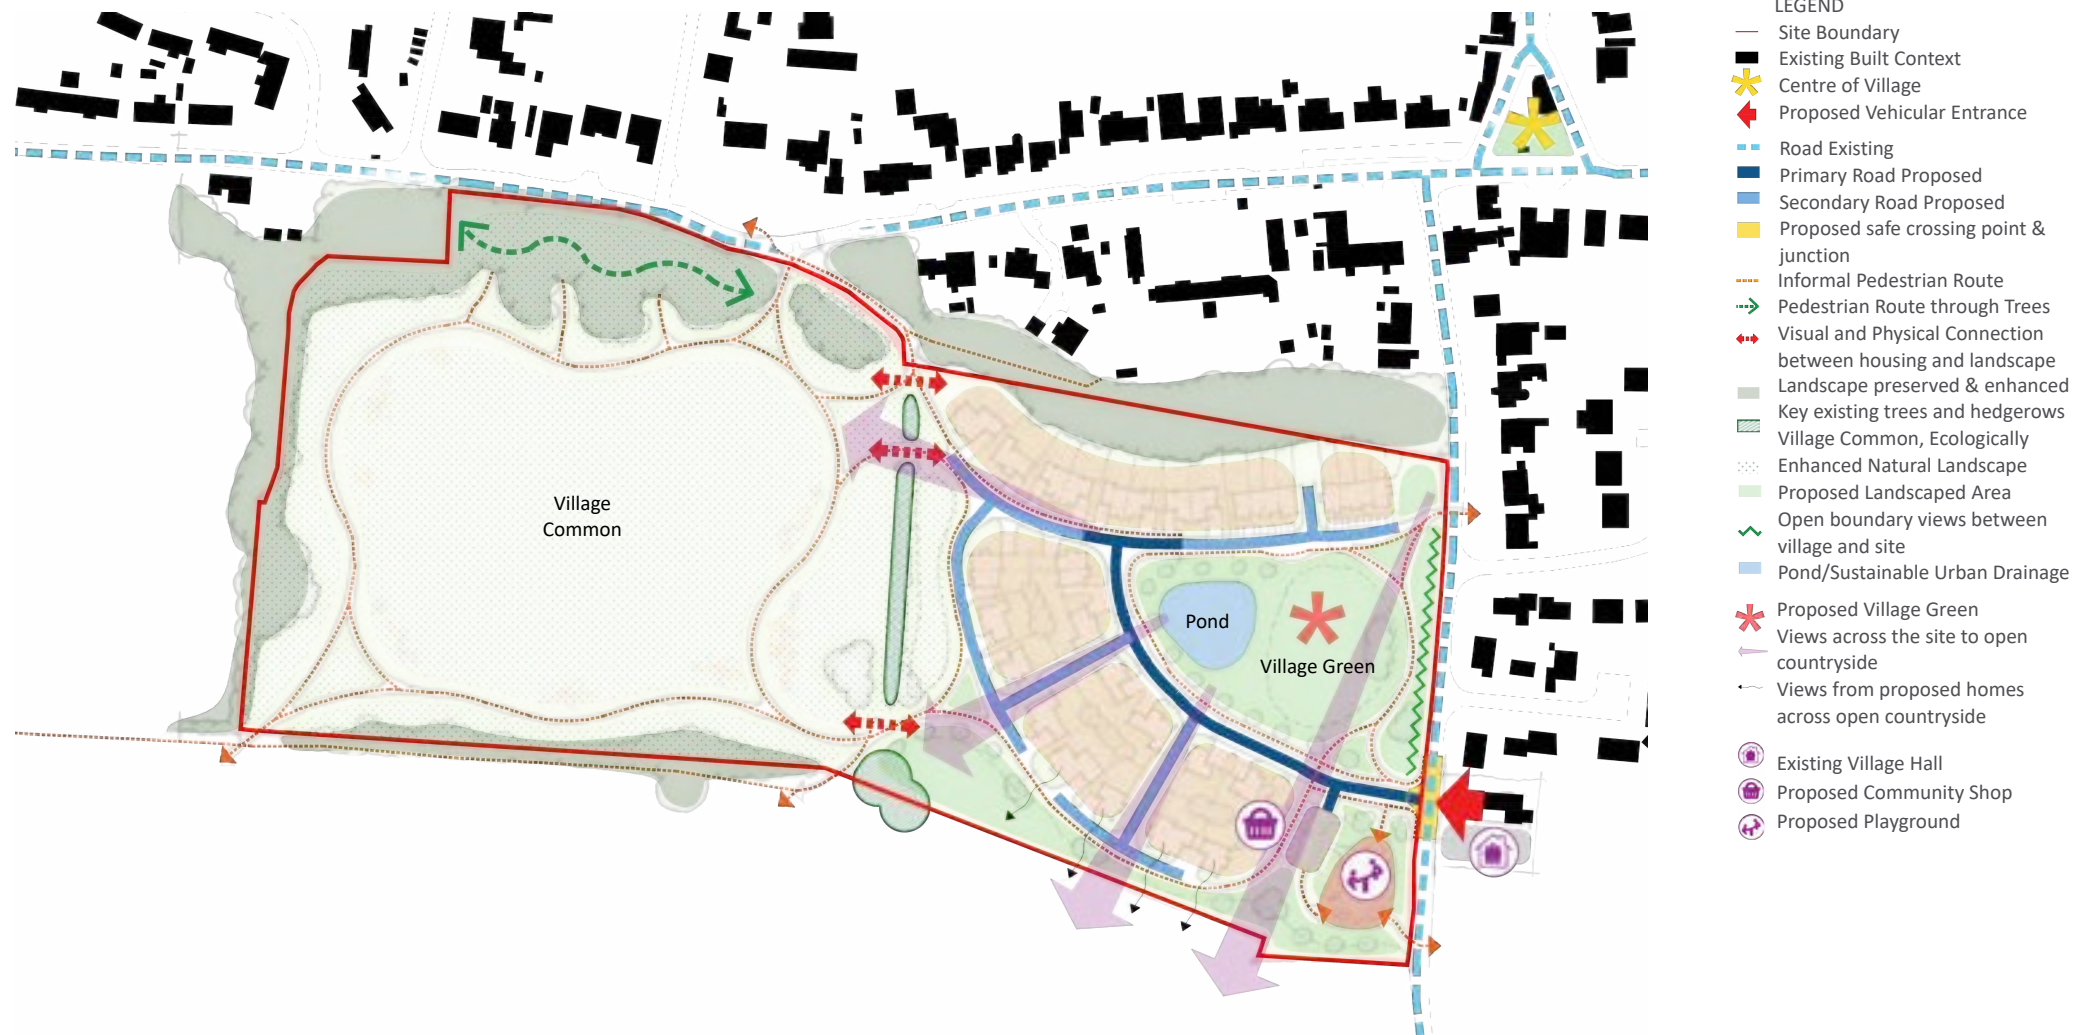 LEGEND
Site Boundary
Existing Built Context
Centre of Village
Proposed Vehicular Entrance
Road Existing
Primary Road Proposed
Secondary Road Proposed
Proposed safe crossing point &
junction
Informal Pedestrian Route
Pedestrian Route through Trees
Visual and Physical Connection
between housing and landscape
Landscape preserved & enhanced
Key existing trees and hedgerows
Village Common, Ecologically
Enhanced Natural Landscape
Proposed Landscaped Area
Open boundary views between
village and site
Pond/Sustainable Urban Drainage
Proposed Village Green
Views across the site to open
countryside
Views from proposed homes
across open countryside
Existing Village Hall
Proposed Community Shop
Proposed Playground
Village
Common
Pond
Village Green